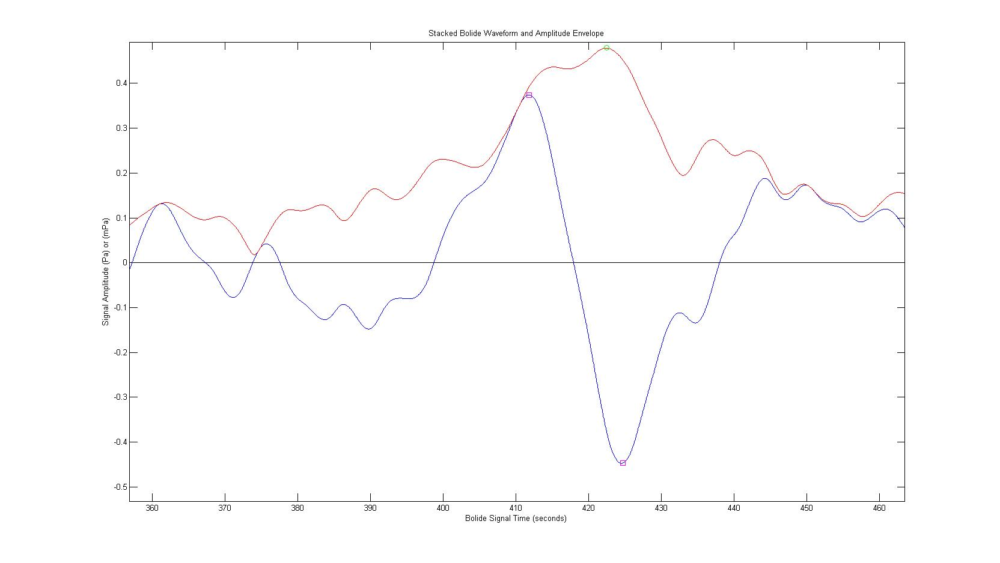 Stacked Bolide Waveform and Amplitude Envelope
Signal Amplitude (Pa) or (mPa)
0.4
0.3
0.2
0.1
0
-0.1
-0.2
-0.3
-0.4
-0.5
360 370 380 390 400 410 420 430 440 450 460
Bolide Signal Time (seconds)